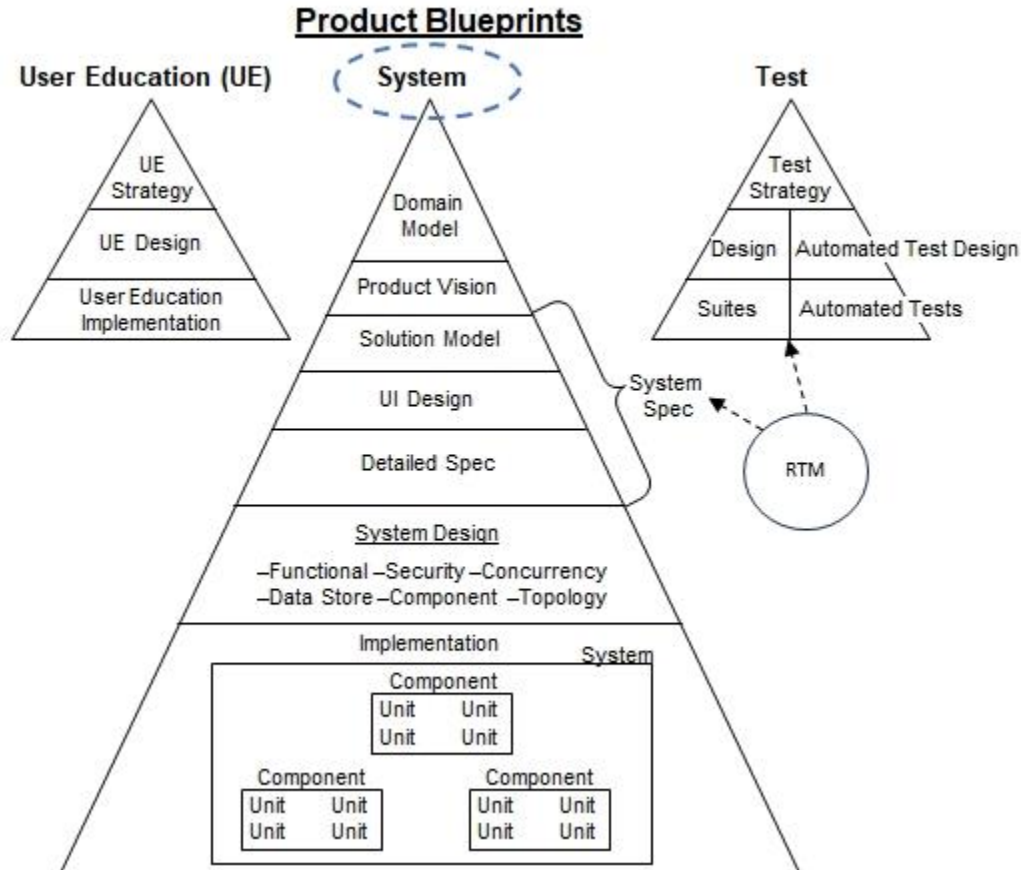 Product Blueprints
User Education (UE)
System
Test
UE
Strategy
UE Design
User Education
Implementation
Domain
Model
Product Vision
Solution Model
UI Design
Detailed Spec
System
Spec
Test
Strategy
Design
Automated Test Design
Suites
Automated Tests
RTM
System Design
–Functional –Security –Concurrency
–Data Store –Component –Topology
Implementation
System
Component
Unit Unit
Unit Unit
Component
Unit Unit
Unit Unit
Component
Unit Unit
Unit Unit